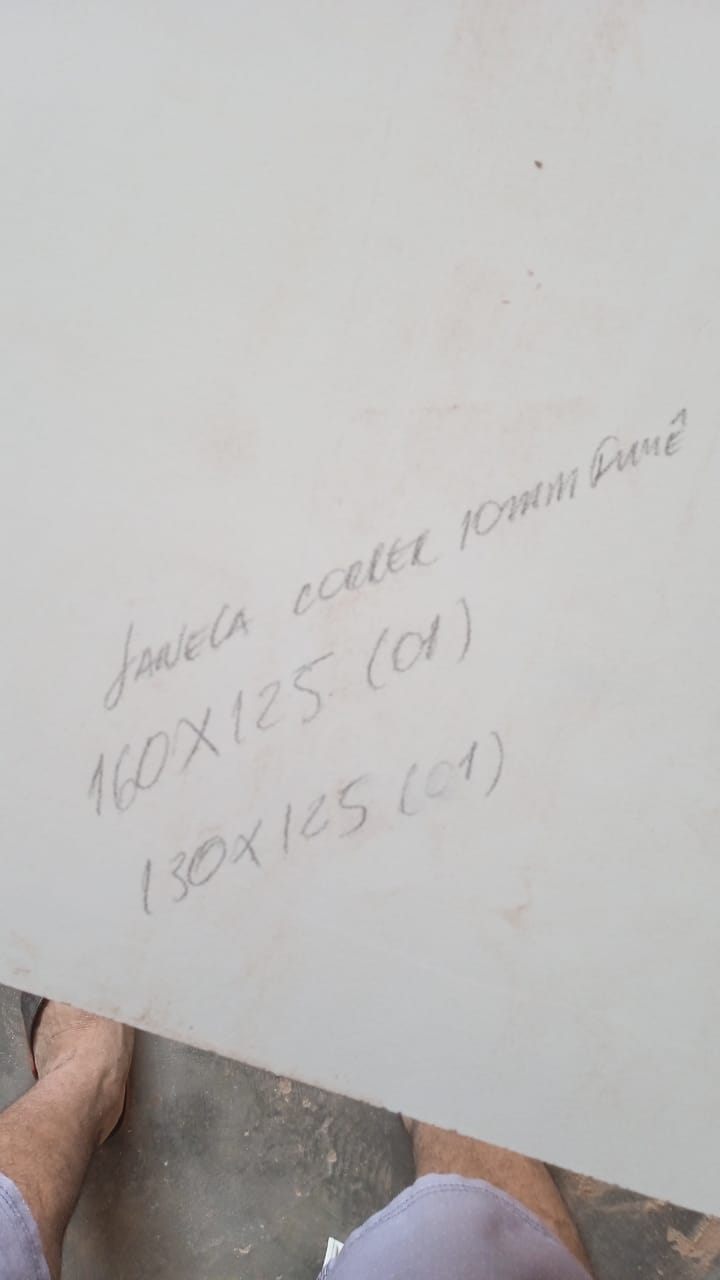 JANELA CORRER 10mm FUMÊ
160X125 (01)
130X125 (01)